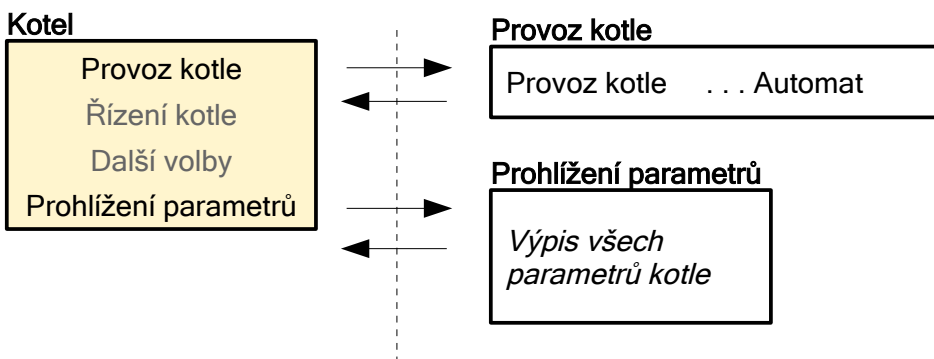 Kotel
Provoz kotle
Řízení kotle
Další volby
Prohlížení parametrů
Provoz kotle
Provoz kotle . . . Automat
Prohlížení parametrů
Výpis všech
parametrů kotle